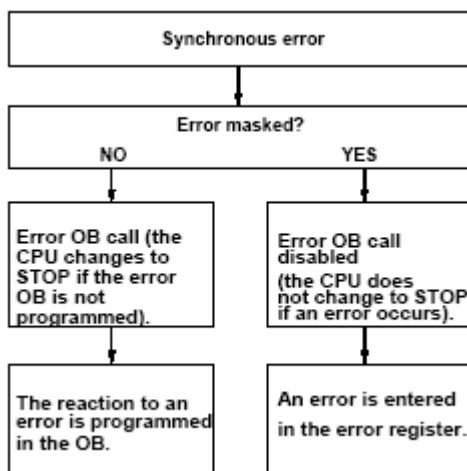 Synchronous error
Error masked?
NO
YES
Error OB call (the
CPU changes to
STOP if the error
OB is not
programmed).
Error OB call
disabled
(the CPU does
not change to STOP
if an error occurs).
The reaction to an
error is programmed
in the OB.
An error is entered
in the error register.